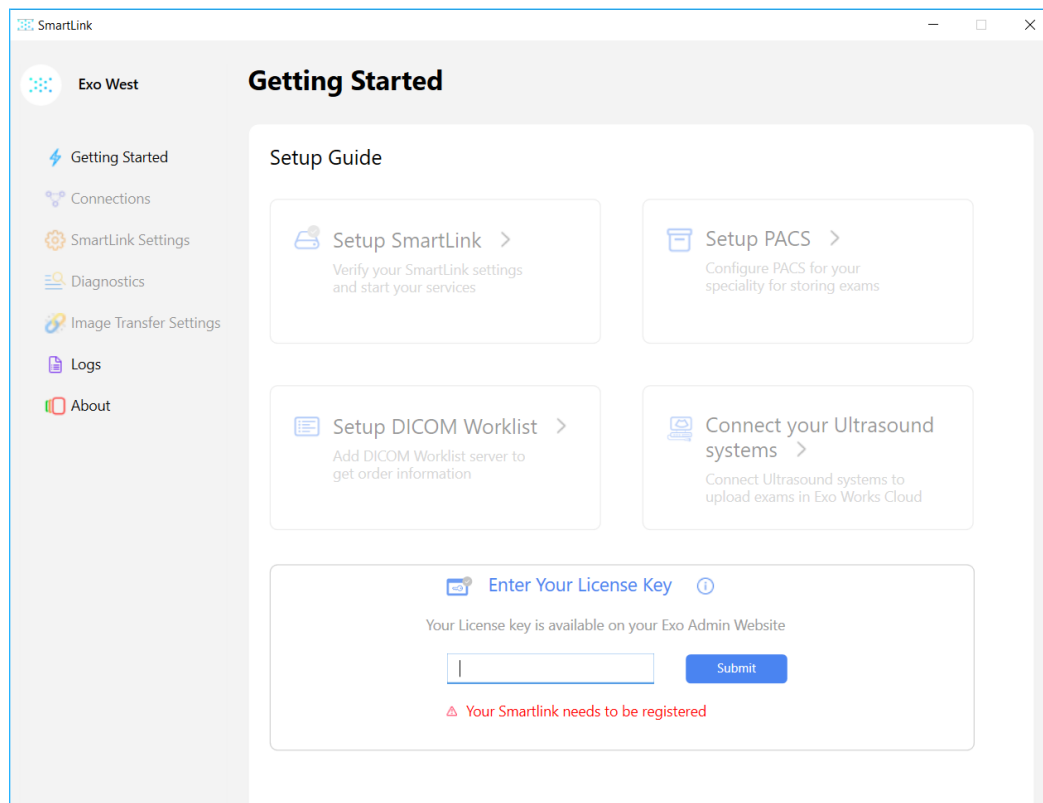 SmartLink
Exo West
Getting Started
Getting Started
Connections
SmartLink Settings
Diagnostics
Image Transfer Settings
Logs
About
Setup Guide
Setup SmartLink
Verify your SmartLink settings
and start your services
Setup PACS
Configure PACS for your
speciality for storing exams
Setup DICOM Worklist
Add DICOM Worklist server to
get order information
Connect your Ultrasound
systems
Connect Ultrasound systems to
upload exams in Exo Works Cloud
Enter Your License Key
Your License key is available on your Exo Admin Website
Submit
Your Smartlink needs to be registered